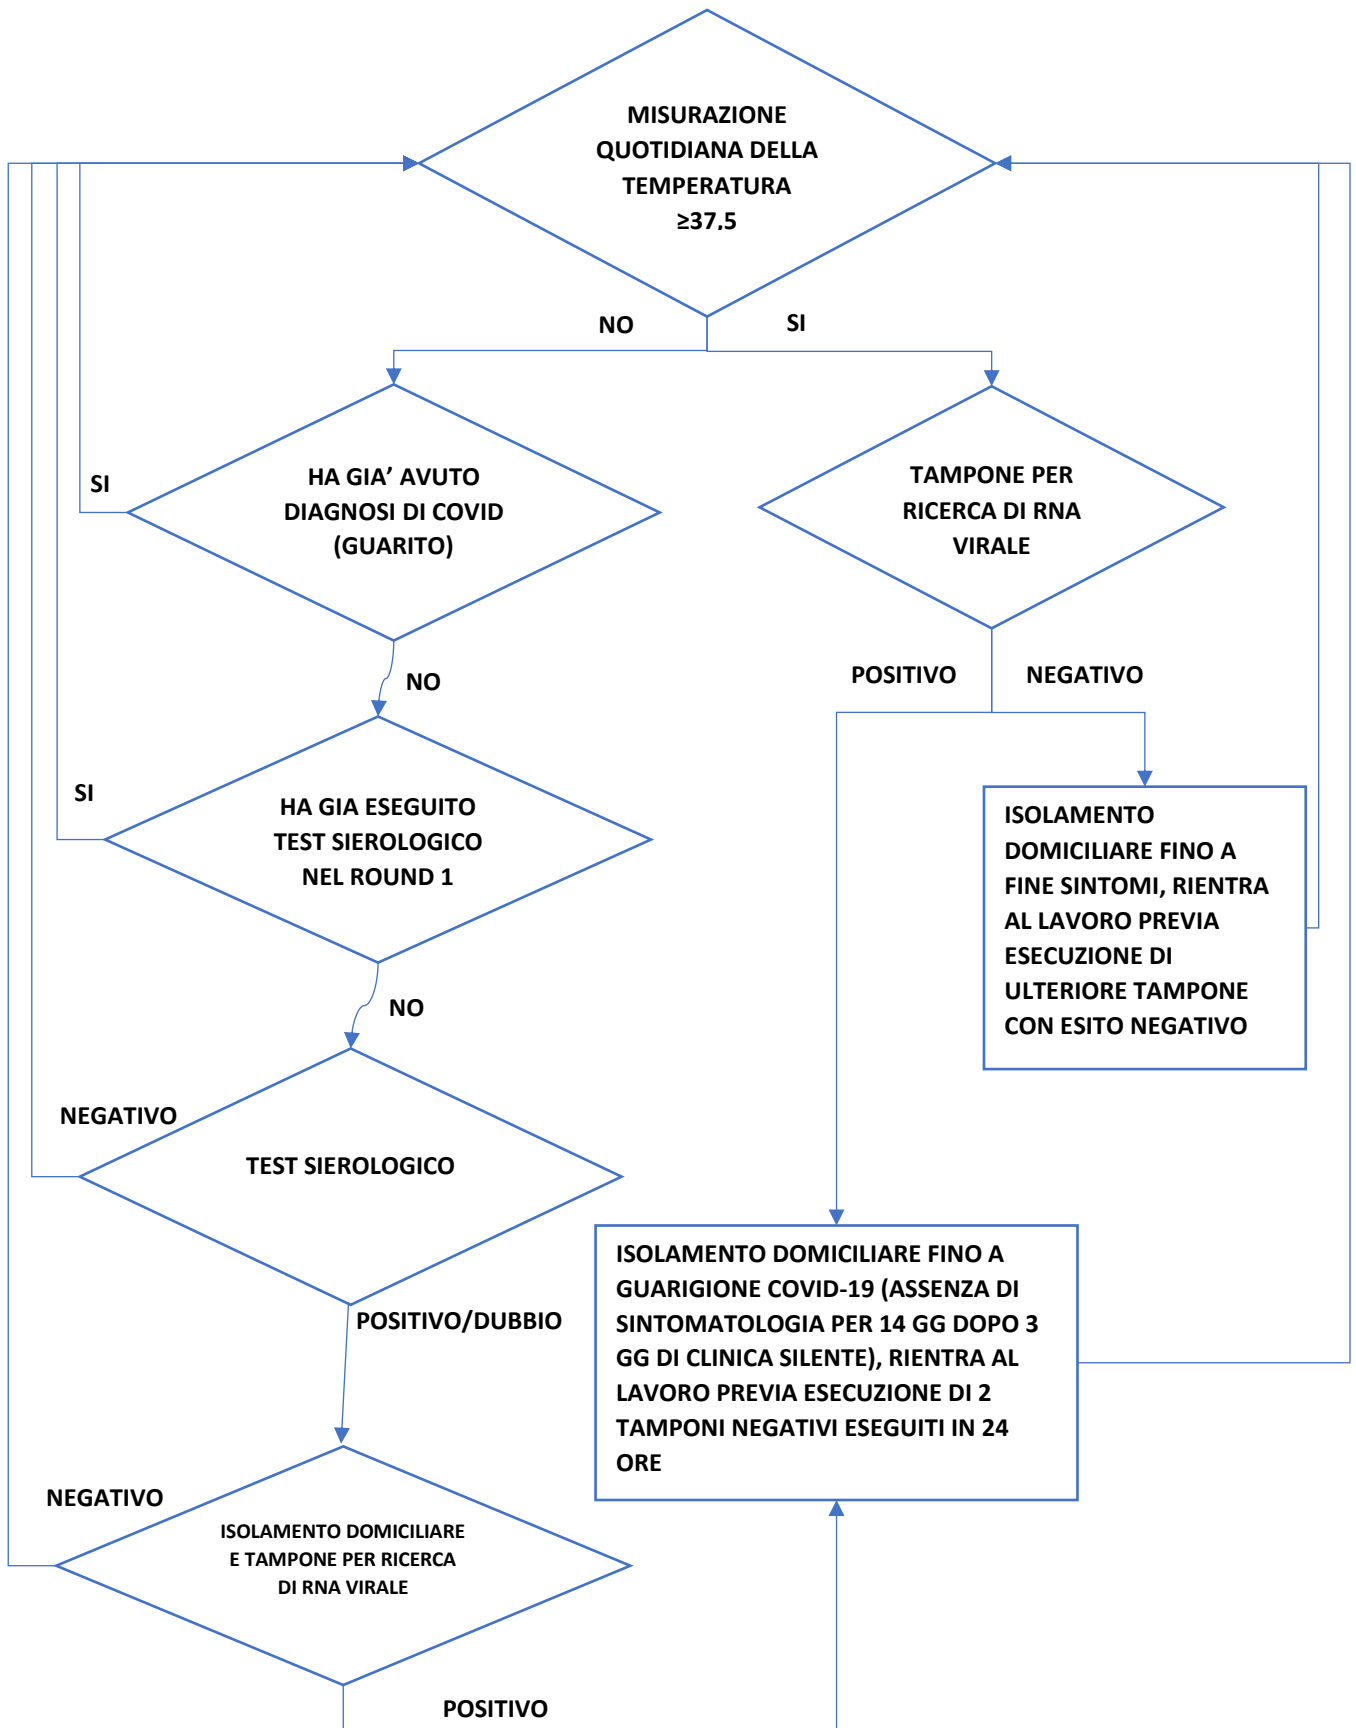 MISURAZIONE
QUOTIDIANA DELLA
TEMPERATURA
≥37,5
NO
SI
SI
HA GIA’ AVUTO
DIAGNOSI DI COVID
(GUARITO)
TAMPONE PER
RICERCA DI RNA
VIRALE
NO
POSITIVO
NEGATIVO
SI
HA GIA ESEGUITO
TEST SIEROLOGICO
NEL ROUND 1
ISOLAMENTO
DOMICILIARE FINO A
FINE SINTOMI, RIENTRA
AL LAVORO PREVIA
ESECUZIONE DI
ULTERIORE TAMPONE
CON ESITO NEGATIVO
NO
NEGATIVO
TEST SIEROLOGICO
POSITIVO/DUBBIO
ISOLAMENTO DOMICILIARE FINO A
GUARIGIONE COVID-19 (ASSENZA DI
SINTOMATOLOGIA PER 14 GG DOPO 3
GG DI CLINICA SILENTE), RIENTRA AL
LAVORO PREVIA ESECUZIONE DI 2
TAMPONI NEGATIVI ESEGUITI IN 24
ORE
NEGATIVO
ISOLAMENTO DOMICILIARE
E TAMPONE PER RICERCA
DI RNA VIRALE
POSITIVO